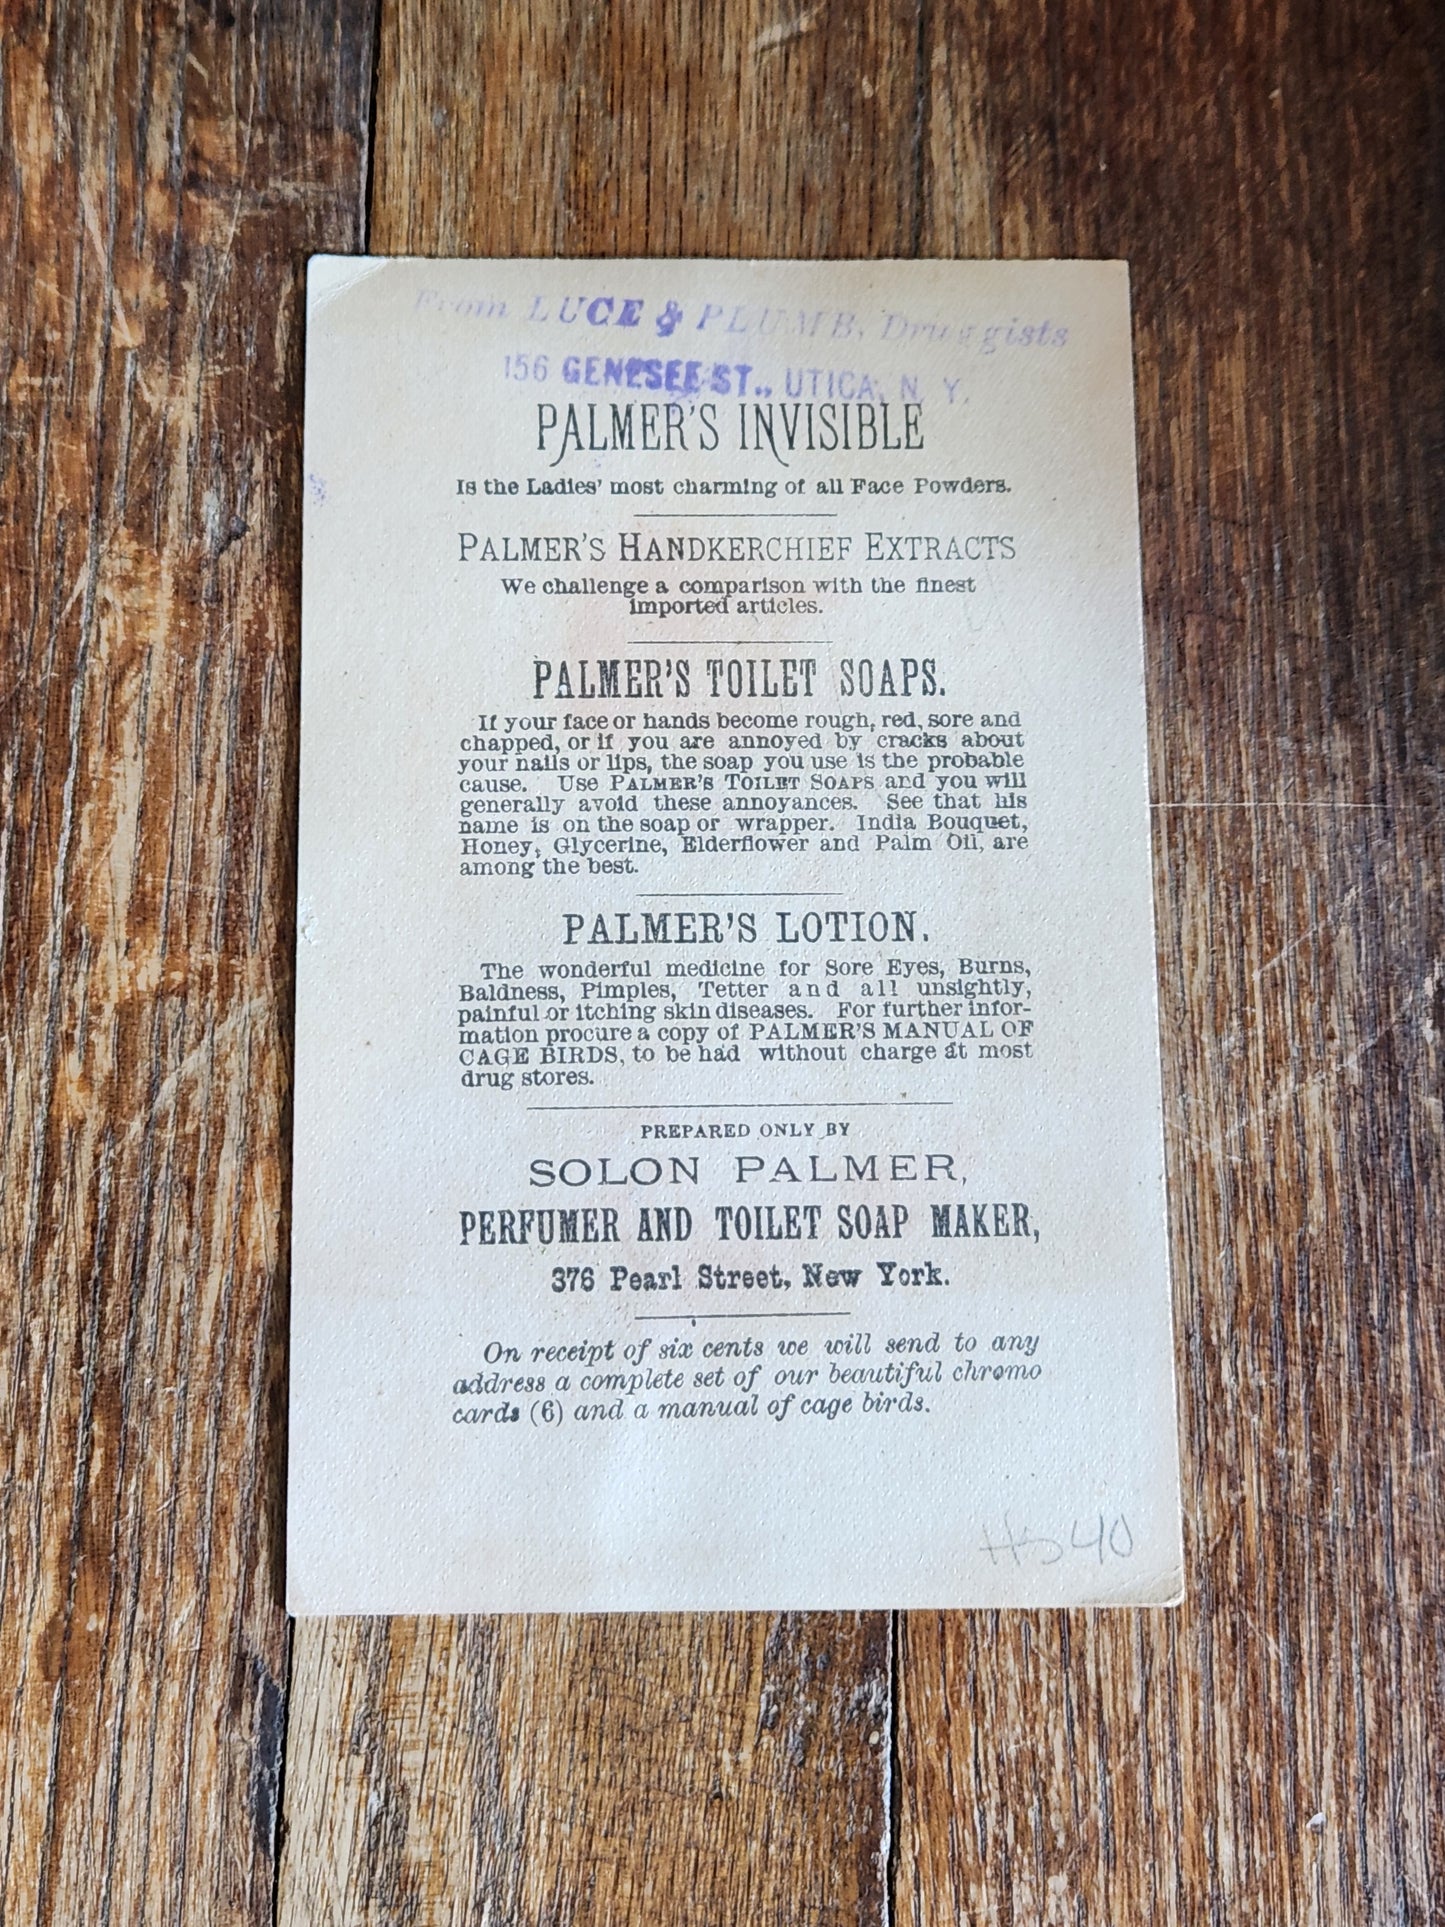 From LUCE & PLUMB, Druggists
156 GENESEE ST., UTICA, N. Y.
PALMER'S INVISIBLE
Is the Ladies' most charming of all Face Powders.
PALMER'S HANDKERCHIEF EXTRACTS
We challenge a comparison with the finest
imported articles.
PALMER'S TOILET SOAPS.
If your face or hands become rough, red, sore and
chapped, or if you are annoyed by cracks about
your nails or lips, the soap you use is the probable
cause. Use PALMER'S TOILET SOAPS and you will
generally avoid these annoyances. See that his
name is on the soap or wrapper. India Bouquet,
Honey, Glycerine, Elderflower and Palm Oil, are
among the best.
PALMER'S LOTION.
The wonderful medicine for Sore Eyes, Burns,
Baldness, Pimples, Tetter and all unsightly,
painful or itching skin diseases. For further infor-
mation procure a copy of PALMER'S MANUAL OF
CAGE BIRDS, to be had without charge at most
drug stores.
PREPARED ONLY BY
SOLON PALMER,
PERFUMER AND TOILET SOAP MAKER,
376 Pearl Street, New York.
On receipt of six cents we will send to any
address a complete set of our beautiful chromo
cards (6) and a manual of cage birds.